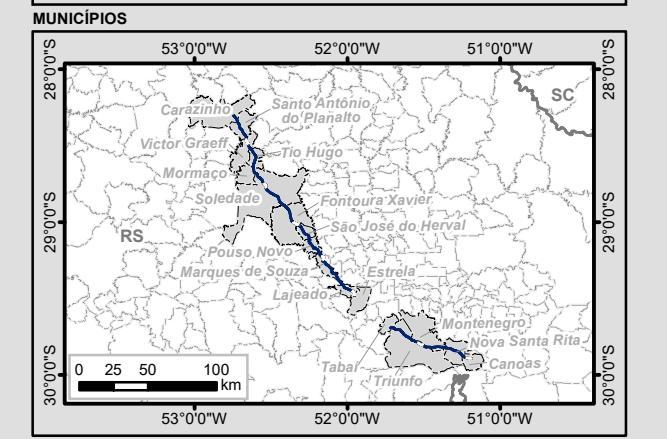 MUNICÍPIOS
53°0'0"W 52°0'0"W 51°0'0"W
28°0'0"S
28°0'0"S
SC
Carazinho
Santo Antônio
do Planalto
Victor Graeff
Tio Hugo
Mormaço
Soledade
Fontoura Xavier
29°0'0"S
29°0'0"S
RS
São José do Herval
Pouso Novo
Marques de Souza
Estrela
Lajeado
Montenegro
Nova Santa Rita
Canoas
Tabaí
Triunfo
30°0'0"S
30°0'0"S
0 25 50 100
km
53°0'0"W 52°0'0"W 51°0'0"W